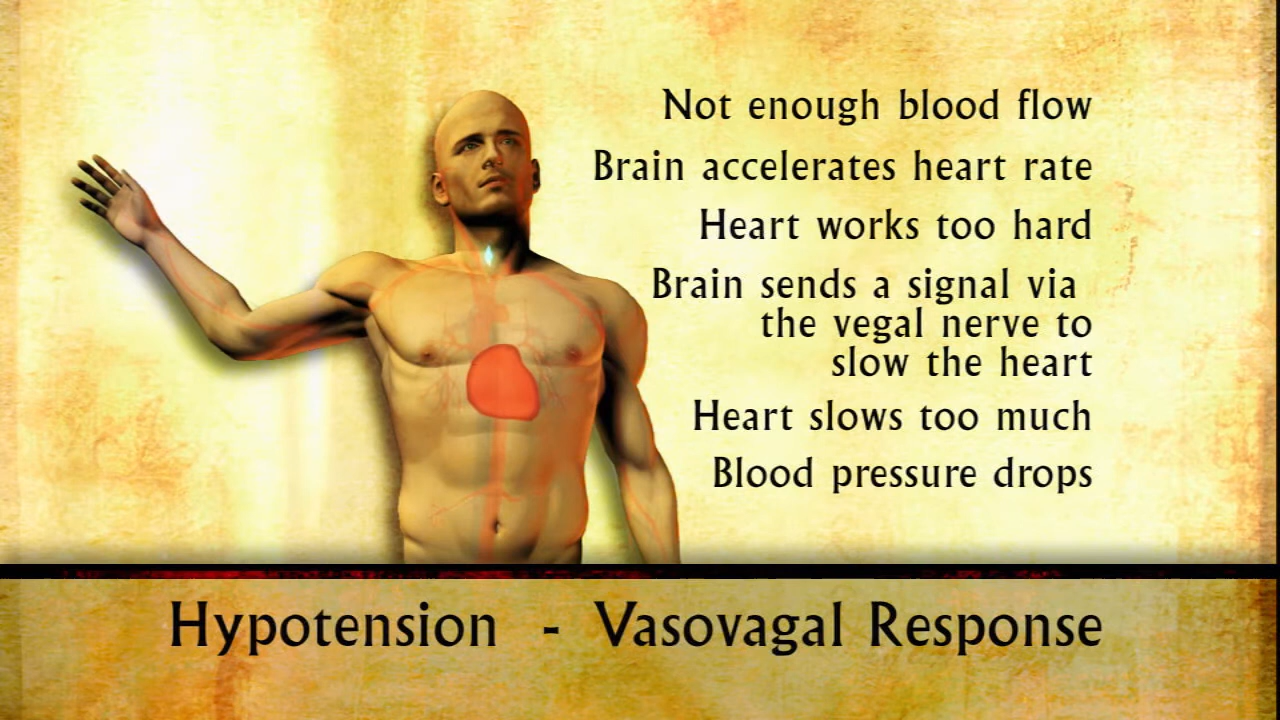 Not enough blood flow
Brain accelerates heart rate
Heart works too hard
Brain sends a signal via
the vegal nerve to
slow the heart
Heart slows too much
Blood pressure drops
Hypotension - Vasovagal Response